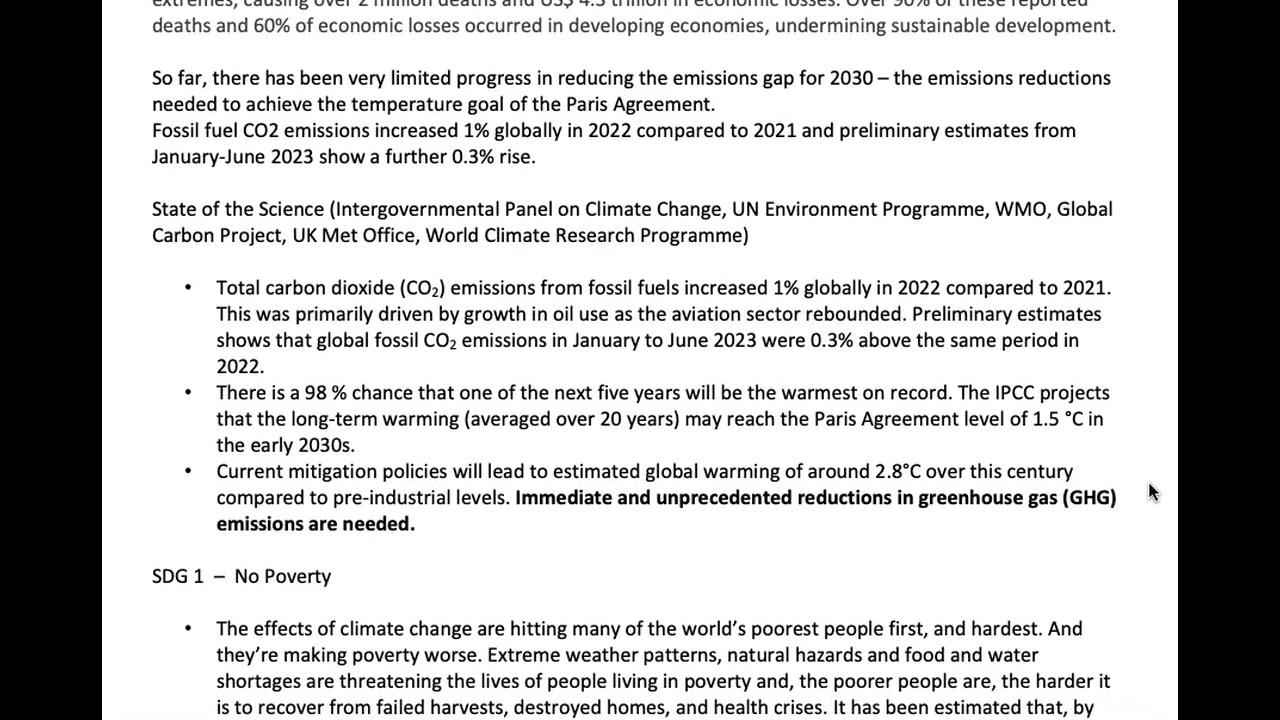 extremes, causing over 2 million deaths and US$ 4.3 trillion in economic losses. Over 90% of these reported
deaths and 60% of economic losses occurred in developing economies, undermining sustainable development.
So far, there has been very limited progress in reducing the emissions gap for 2030 – the emissions reductions
needed to achieve the temperature goal of the Paris Agreement.
Fossil fuel CO2 emissions increased 1% globally in 2022 compared to 2021 and preliminary estimates from
January-June 2023 show a further 0.3% rise.
State of the Science (Intergovernmental Panel on Climate Change, UN Environment Programme, WMO, Global
Carbon Project, UK Met Office, World Climate Research Programme)
• Total carbon dioxide (CO₂) emissions from fossil fuels increased 1% globally in 2022 compared to 2021.
This was primarily driven by growth in oil use as the aviation sector rebounded. Preliminary estimates
shows that global fossil CO₂ emissions in January to June 2023 were 0.3% above the same period in
2022.
• There is a 98 % chance that one of the next five years will be the warmest on record. The IPCC projects
that the long-term warming (averaged over 20 years) may reach the Paris Agreement level of 1.5 °C in
the early 2030s.
• Current mitigation policies will lead to estimated global warming of around 2.8°C over this century
compared to pre-industrial levels. Immediate and unprecedented reductions in greenhouse gas (GHG)
emissions are needed.
SDG 1 – No Poverty
• The effects of climate change are hitting many of the world’s poorest people first, and hardest. And
they’re making poverty worse. Extreme weather patterns, natural hazards and food and water
shortages are threatening the lives of people living in poverty and, the poorer people are, the harder it
is to recover from failed harvests, destroyed homes, and health crises. It has been estimated that, by